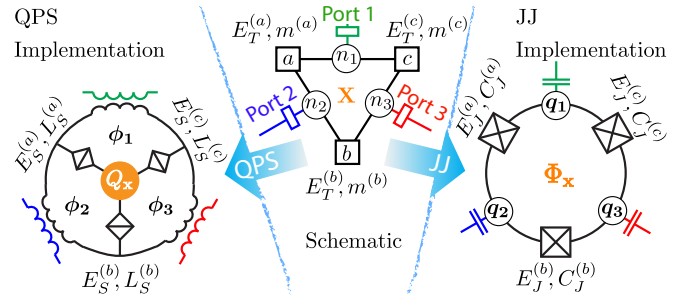 QPS
Implementation
E_S^{(a)}, L_S^{(a)}
E_S^{(c)}, L_S^{(c)}
ϕ_1
Q_x
ϕ_2
ϕ_3
E_S^{(b)}, L_S^{(b)}
Port 1
E_T^{(a)}, m^{(a)}
E_T^{(c)}, m^{(c)}
a
n_1
c
Port 2
X
Port 3
n_2
n_3
b
QPS
JJ
E_T^{(b)}, m^{(b)}
Schematic
JJ
Implementation
E_J^{(a)}, C_J^{(a)}
E_J^{(c)}, C_J^{(c)}
q_1
Φ_x
q_2
q_3
E_J^{(b)}, C_J^{(b)}